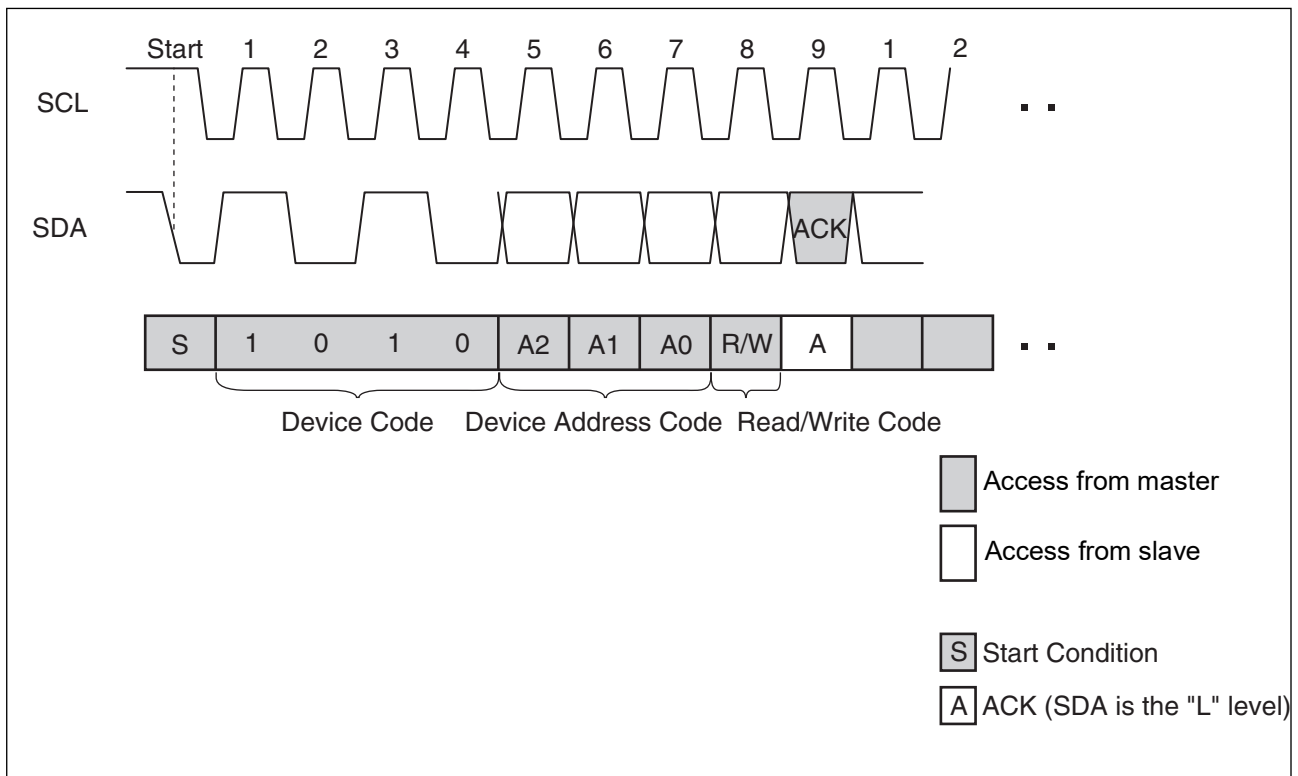 Start 1 2 3 4 5 6 7 8 9 1 2
SCL
SDA
ACK
S 1 0 1 0 A2 A1 A0 R/W A
Device Code Device Address Code Read/Write Code
Access from master
Access from slave
S Start Condition
A ACK (SDA is the "L" level)